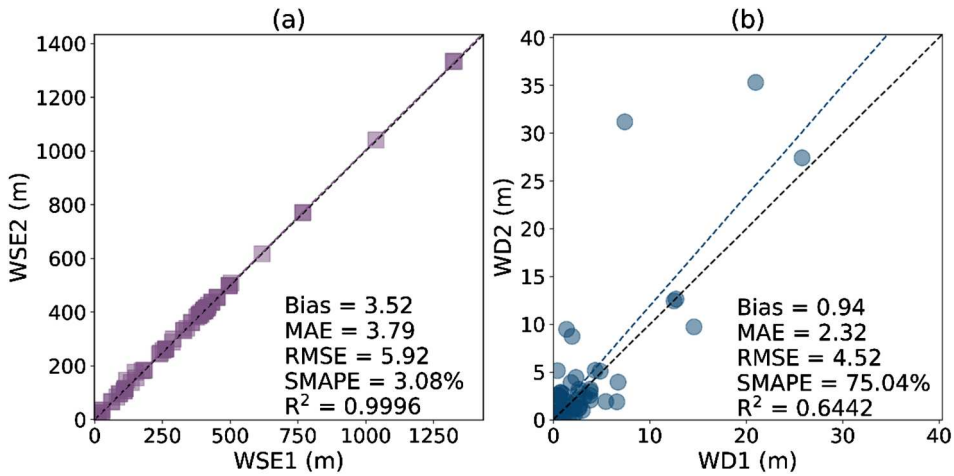 (a)
1400
1200
1000
800
600
400
200
0
WSE2 (m)
Bias = 3.52
MAE = 3.79
RMSE = 5.92
SMAPE = 3.08%
R² = 0.9996
0 250 500 750 1000 1250
WSE1 (m)
(b)
40
35
30
25
20
15
10
5
0
WD2 (m)
Bias = 0.94
MAE = 2.32
RMSE = 4.52
SMAPE = 75.04%
R² = 0.6442
0 10 20 30 40
WD1 (m)